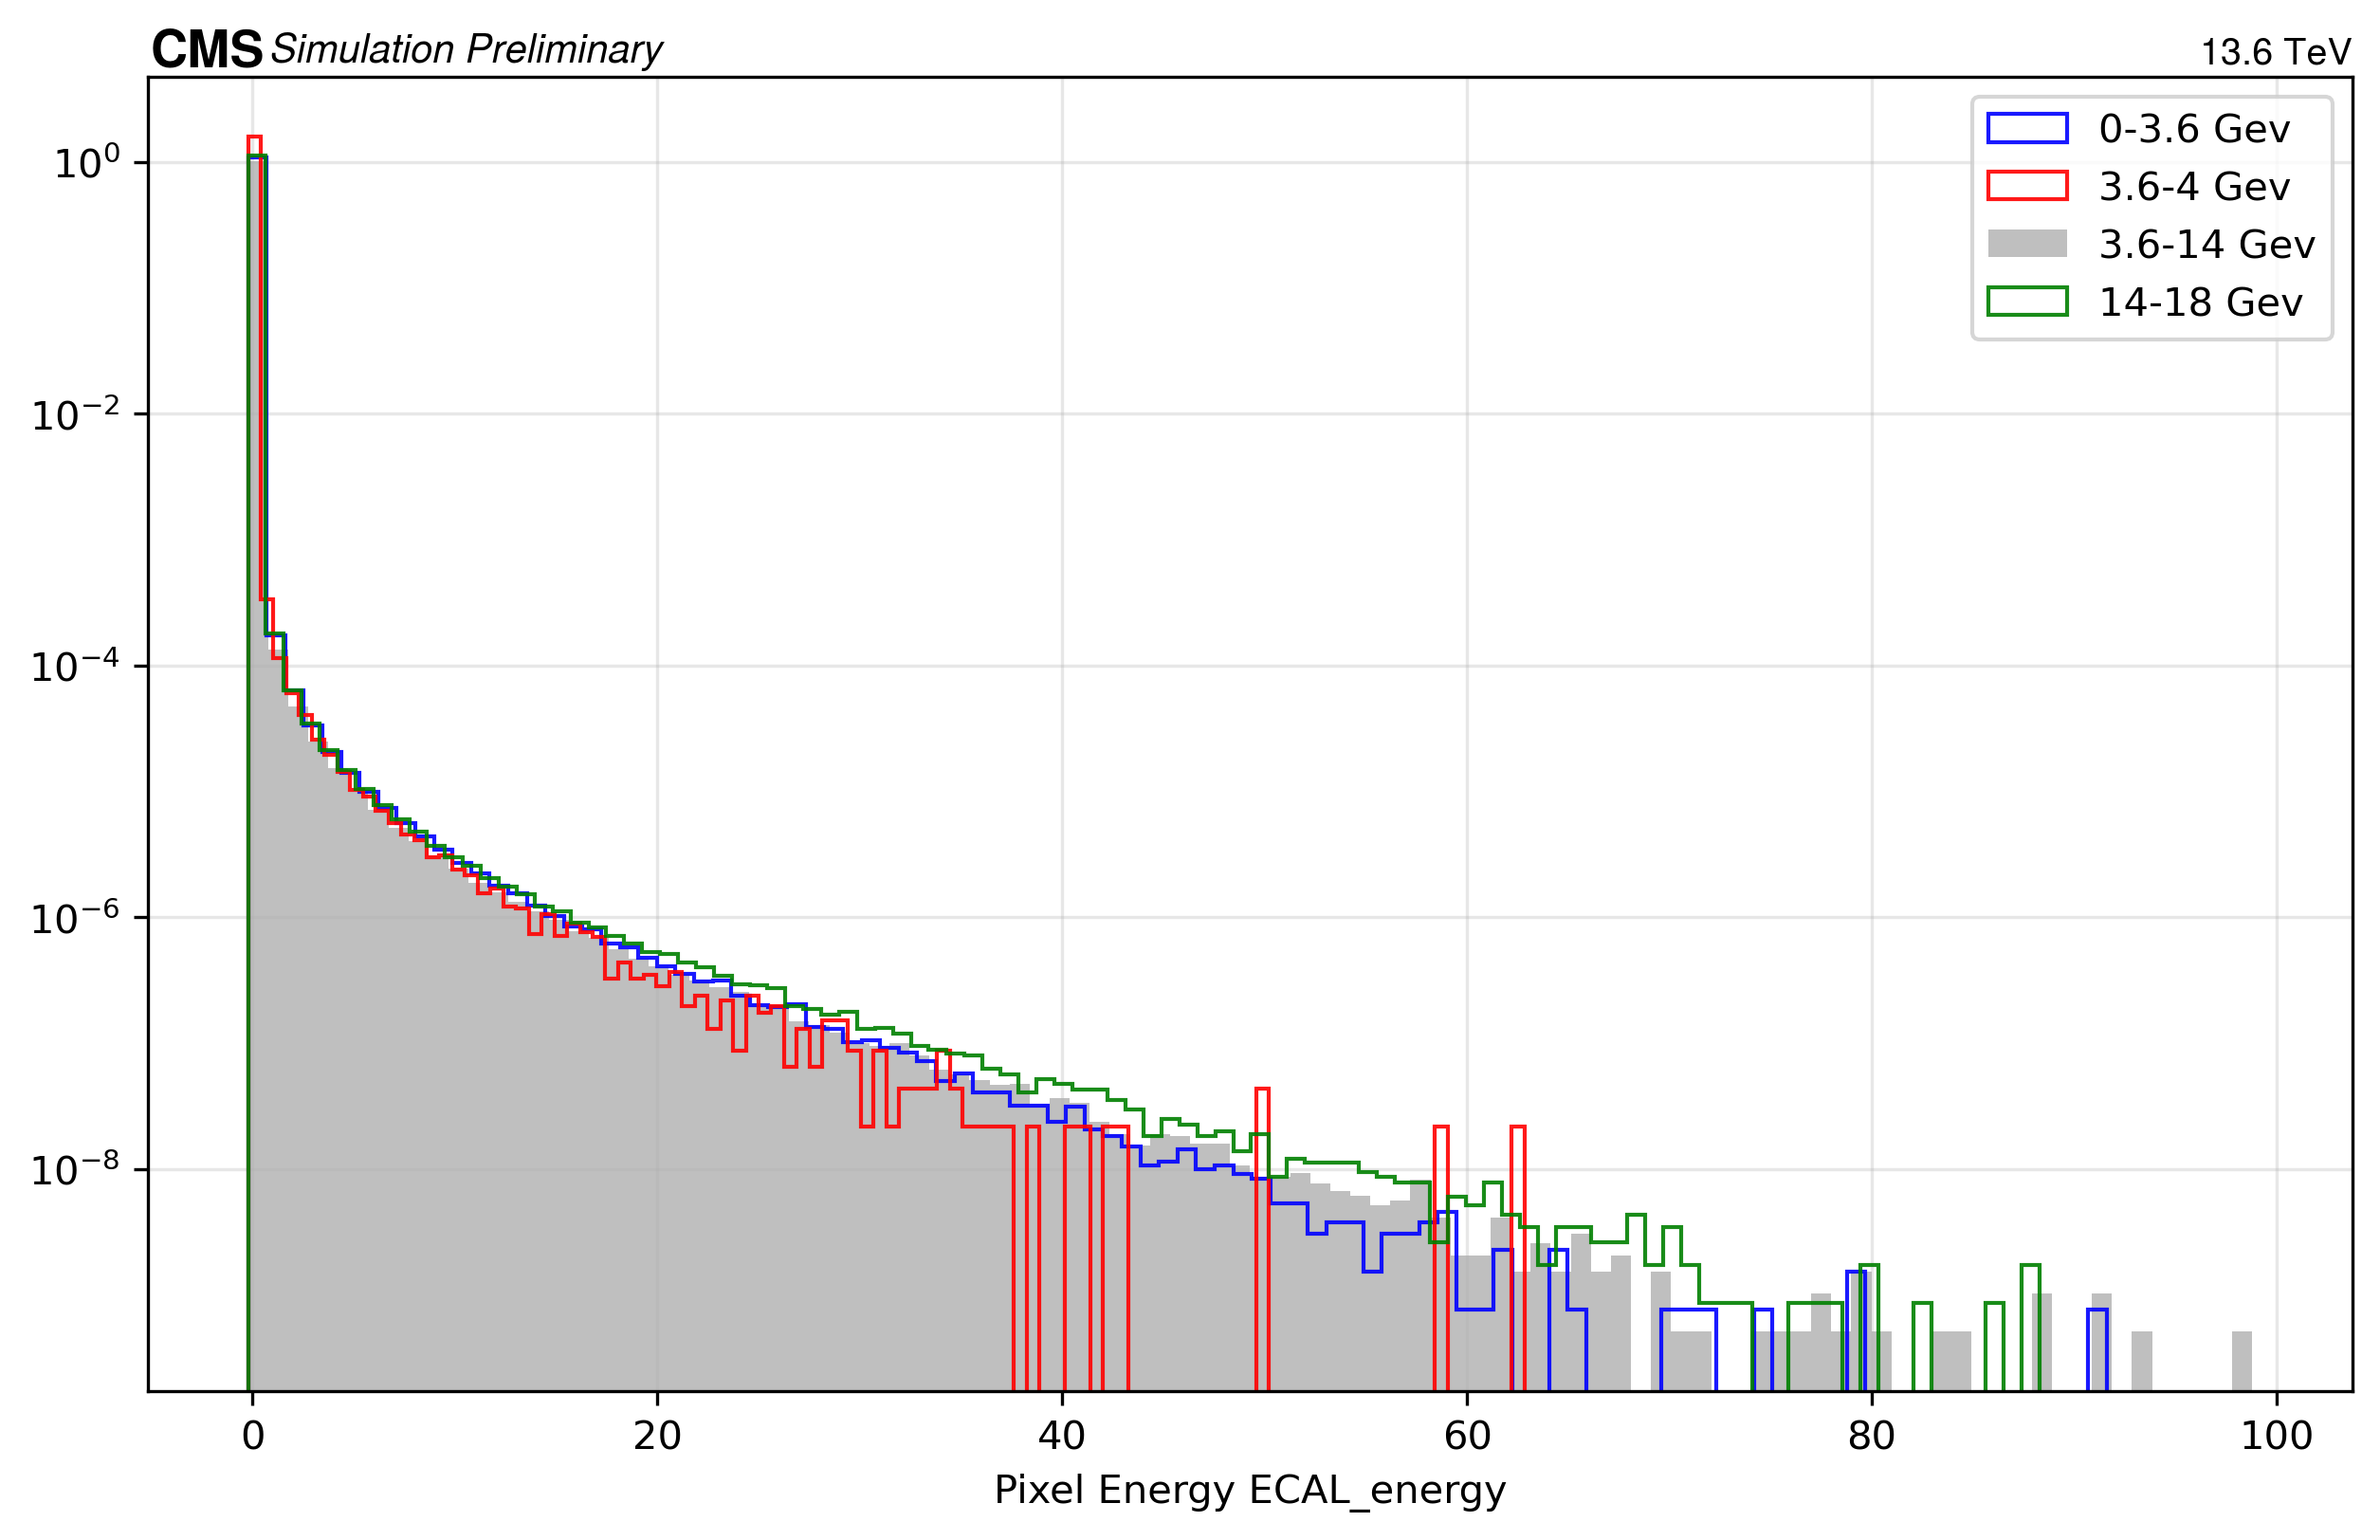 CMS Simulation Preliminary
13.6 TeV
0-3.6 Gev
3.6-4 Gev
3.6-14 Gev
14-18 Gev
10⁰
10⁻²
10⁻⁴
10⁻⁶
10⁻⁸
0 20 40 60 80 100
Pixel Energy ECAL_energy